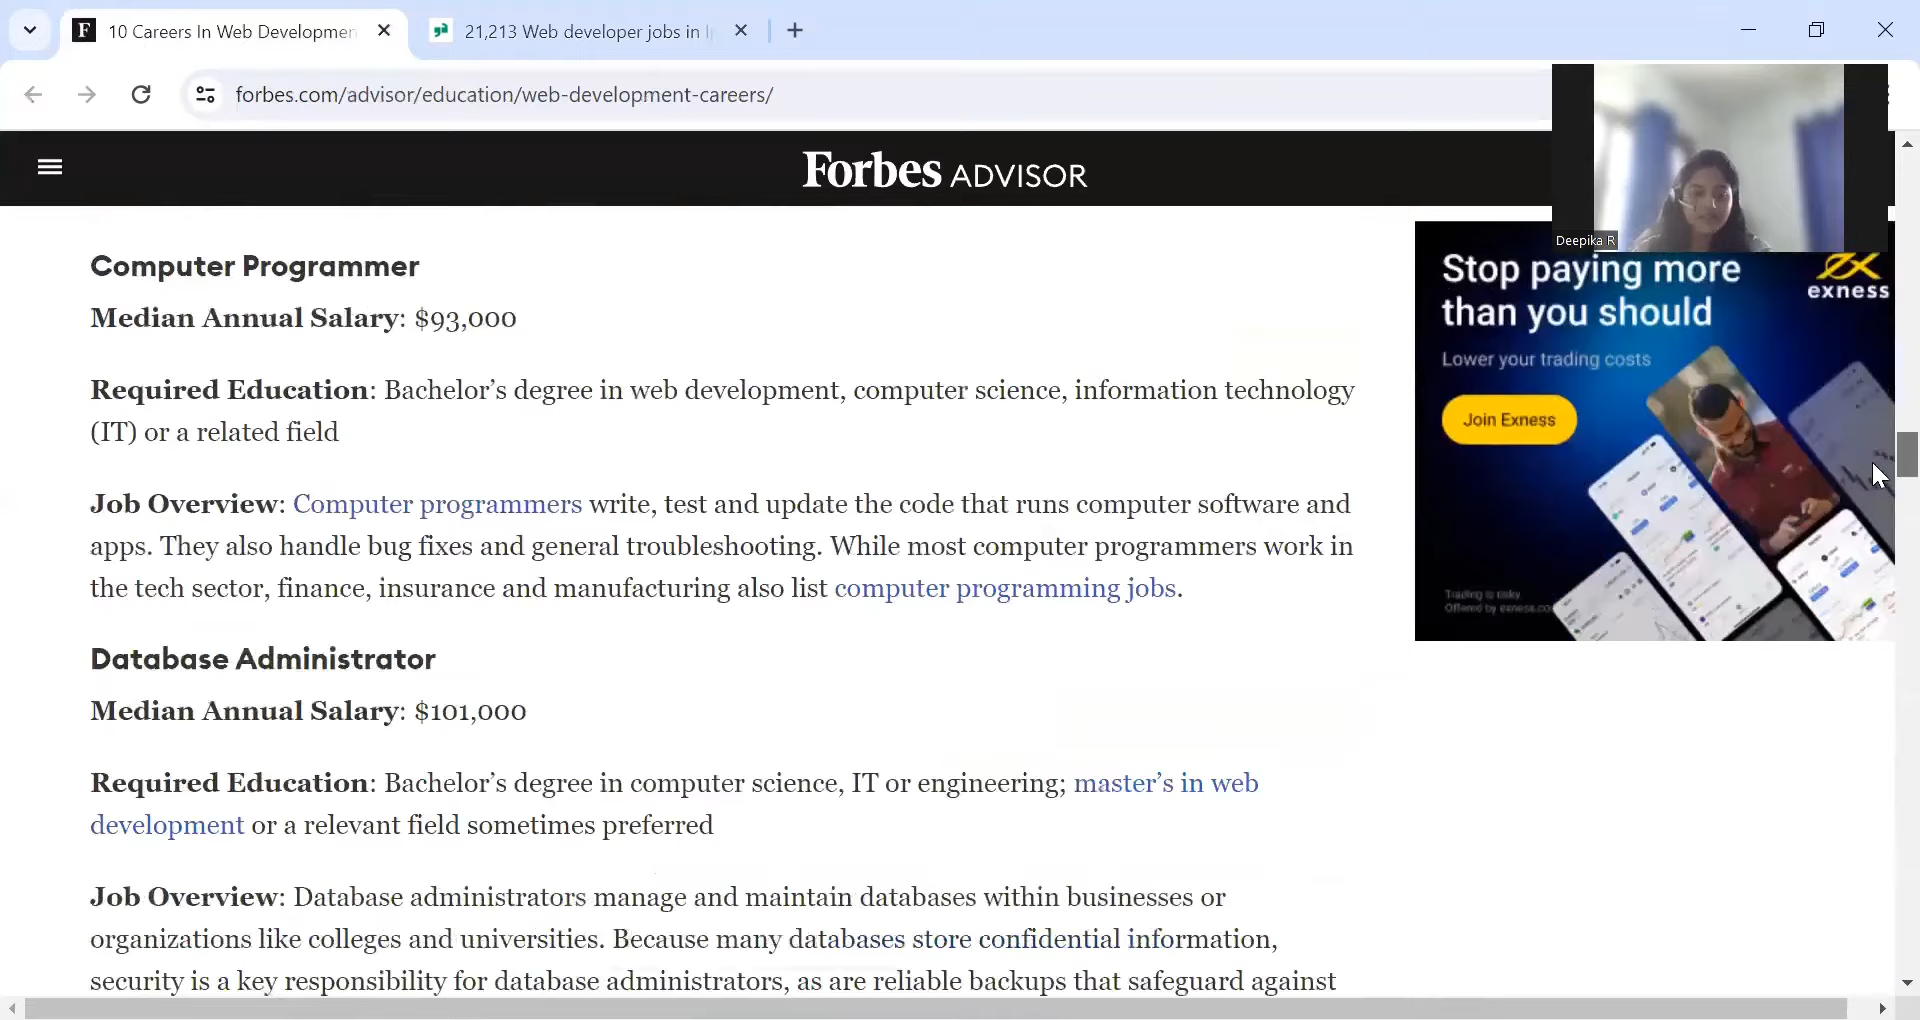 10 Careers In Web Developmen
21,213 Web developer jobs in I
forbes.com/advisor/education/web-development-careers/
Forbes ADVISOR
Deepika R
Computer Programmer
Median Annual Salary: $93,000
Required Education: Bachelor’s degree in web development, computer science, information technology
(IT) or a related field
Job Overview: Computer programmers write, test and update the code that runs computer software and
apps. They also handle bug fixes and general troubleshooting. While most computer programmers work in
the tech sector, finance, insurance and manufacturing also list computer programming jobs.
Database Administrator
Median Annual Salary: $101,000
Required Education: Bachelor’s degree in computer science, IT or engineering; master’s in web
development or a relevant field sometimes preferred
Job Overview: Database administrators manage and maintain databases within businesses or
organizations like colleges and universities. Because many databases store confidential information,
security is a key responsibility for database administrators, as are reliable backups that safeguard against
Stop paying more
than you should
exness
Lower your trading costs
Join Exness
Trading is risky.
Offered by exness.co